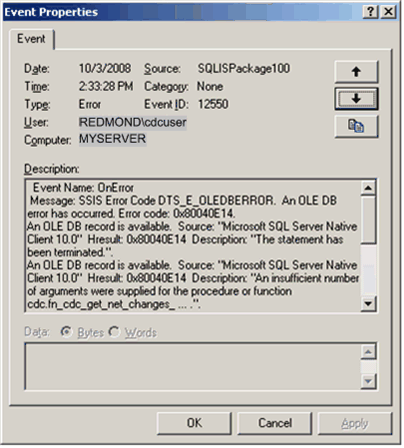 Event Properties
Event
Date: 10/3/2008 Source: SQLISPackage100
Time: 2:33:28 PM Category: None
Type: Error Event ID: 12550
User: REDMOND\cdcuser
Computer: MYSERVER
Description:
Event Name: OnError
Message: SSIS Error Code DTS_E_OLEDBERROR. An OLE DB
error has occurred. Error code: 0x80040E14.
An OLE DB record is available. Source: "Microsoft SQL Server Native
Client 10.0" Hresult: 0x80040E14 Description: "The statement has
been terminated.".
An OLE DB record is available. Source: "Microsoft SQL Server Native
Client 10.0" Hresult: 0x80040E14 Description: "An insufficient number
of arguments were supplied for the procedure or function
cdc.fn_cdc_get_net_changes_ ... .".
Data: Bytes Words
OK Cancel Apply